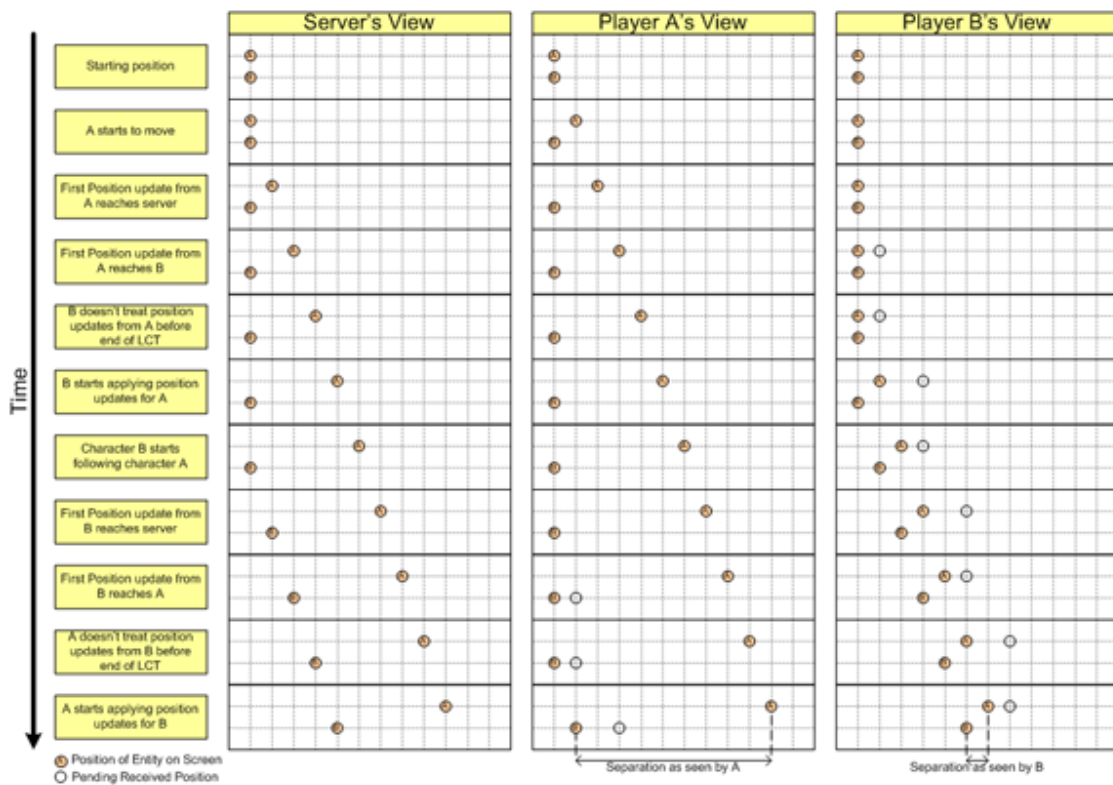 Server's View
Player A's View
Player B's View
Time
Starting position
A starts to move
First Position update from
A reaches server
First Position update from
A reaches B
B doesn't treat position
updates from A before
end of LCT
B starts applying position
updates for A
Character B starts
following character A
First Position update from
B reaches server
First Position update from
B reaches A
A doesn't treat position
updates from B before
end of LCT
A starts applying position
updates for B
Position of Entity on Screen
Pending Received Position
Separation as seen by A
Separation as seen by B